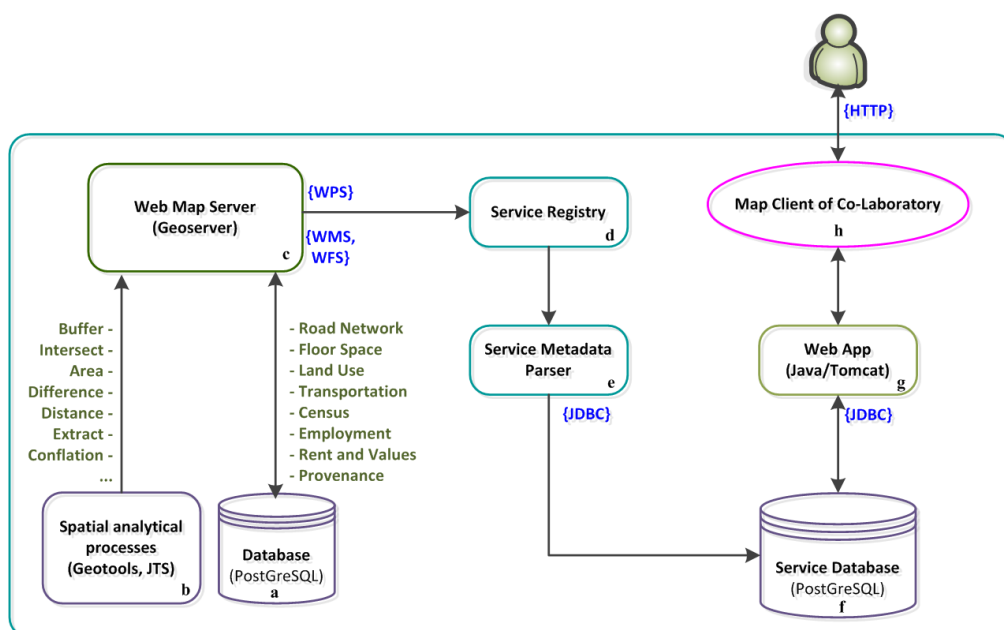 {HTTP}
Web Map Server
(Geoserver)
c
{WPS}
{WMS,
WFS}
Service Registry
d
Map Client of Co-Laboratory
h
Buffer -
Intersect -
Area -
Difference -
Distance -
Extract -
Conflation -
...
- Road Network
- Floor Space
- Land Use
- Transportation
- Census
- Employment
- Rent and Values
- Provenance
Service Metadata
Parser
e
{JDBC}
Web App
(Java/Tomcat)
g
{JDBC}
Spatial analytical
processes
(Geotools, JTS)
b
Database
(PostGreSQL)
a
Service Database
(PostGreSQL)
f